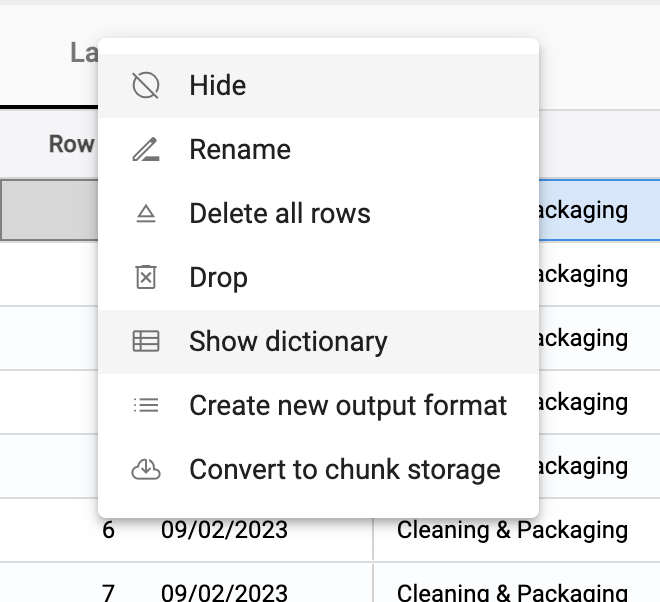 La
Hide
Row
Rename
Delete all rows
ackaging
Drop
ackaging
Show dictionary
ackaging
Create new output format
ackaging
Convert to chunk storage
ackaging
6 09/02/2023 Cleaning & Packaging
7 09/02/2023 Cleaning & Packaging